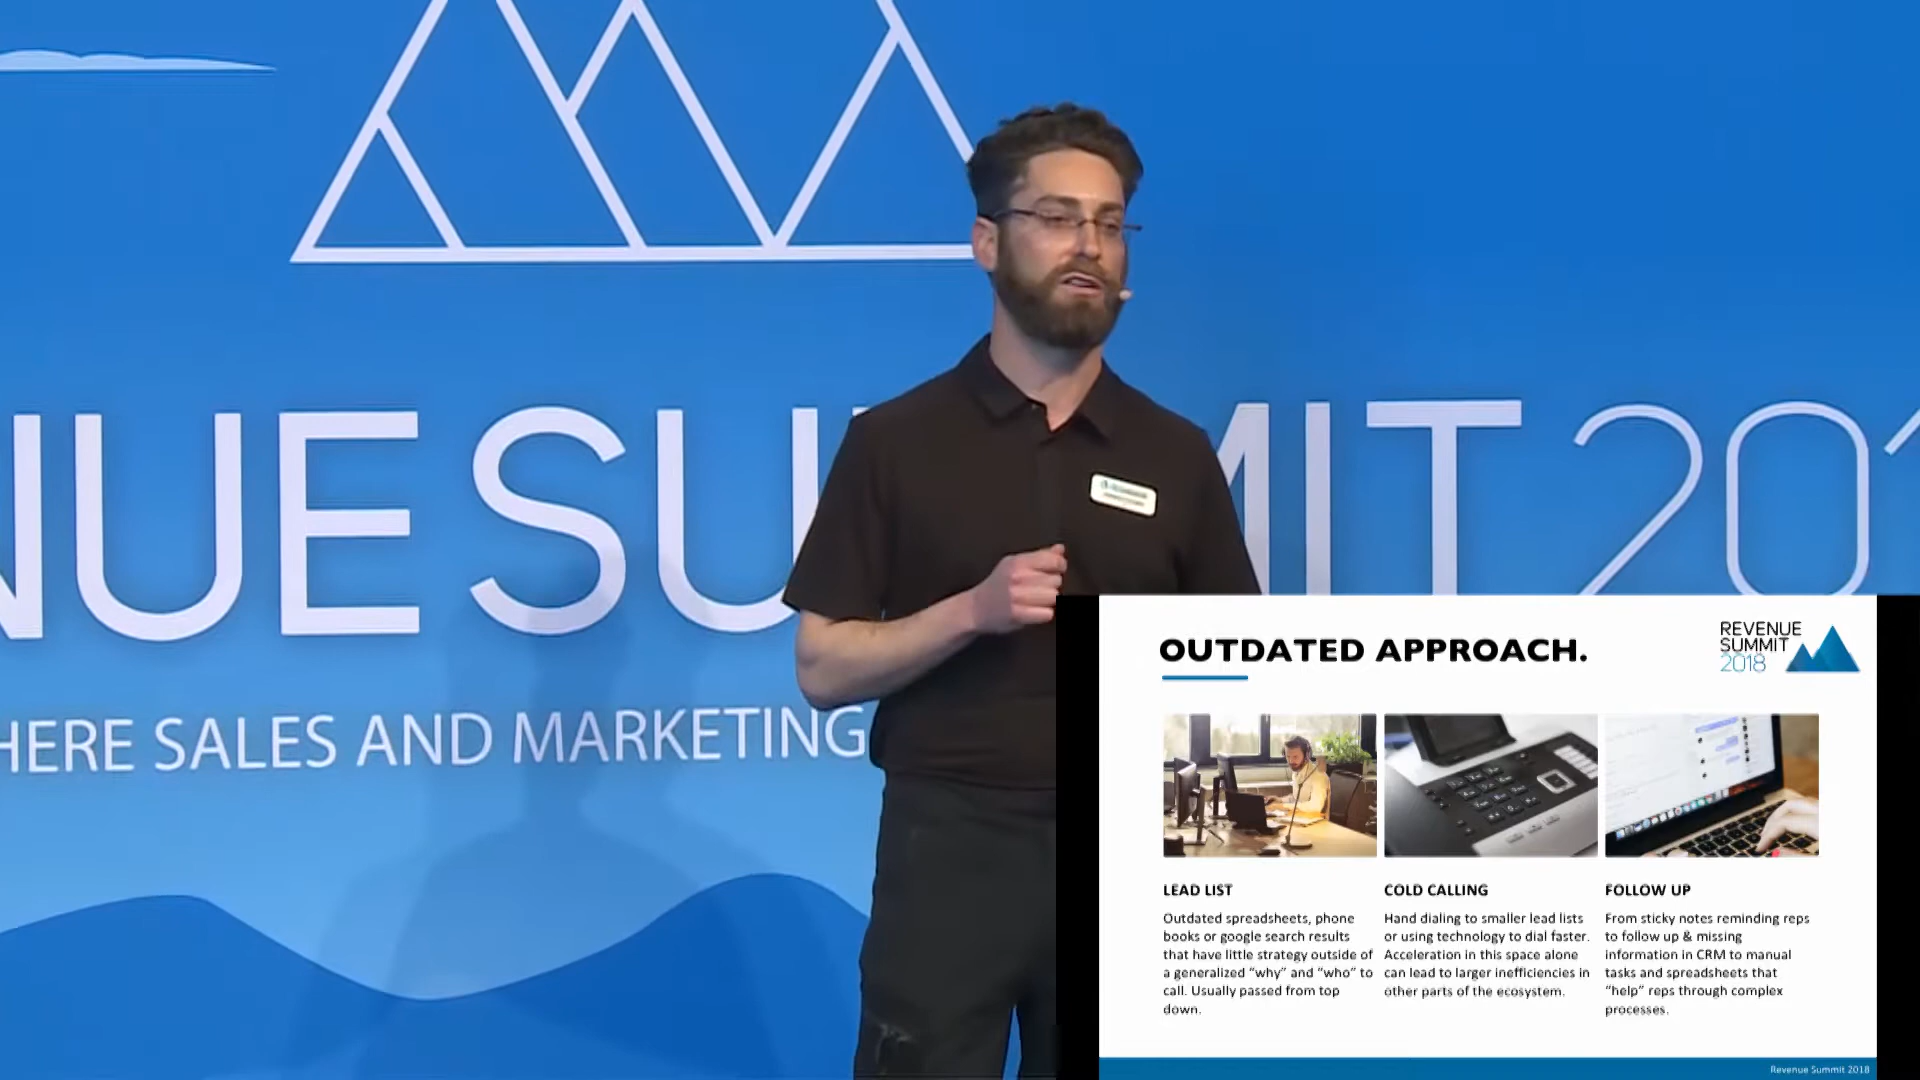 NUE SU MIT 201
HERE SALES AND MARKETING
OUTDATED APPROACH.
REVENUE
SUMMIT
2018
LEAD LIST
Outdated spreadsheets, phone
books or google search results
that have little strategy outside of
a generalized “why” and “who” to
call. Usually passed from top
down.
COLD CALLING
Hand dialing to smaller lead lists
or using technology to dial faster.
Acceleration in this space alone
can lead to larger inefficiencies in
other parts of the ecosystem.
FOLLOW UP
From sticky notes reminding reps
to follow up & missing
information in CRM to manual
tasks and spreadsheets that
“help” reps through complex
processes.
Revenue Summit 2018